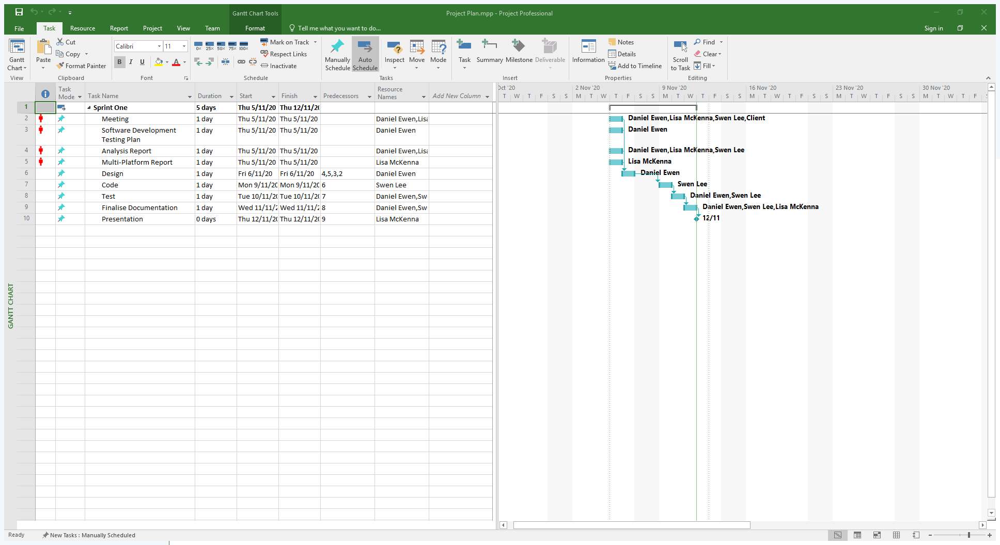 Gantt Chart Tools
Project Plan.mpp - Project Professional
File Task Resource Report Project View Team Format Tell me what you want to do... Sign in
Gantt Chart
View
Paste
Cut
Copy
Format Painter
Clipboard
Calibri 11
B I U A
Font
0% 25% 50% 75% 100%
Mark on Track
Respect Links
Inactivate
Schedule
Manually Schedule
Auto Schedule
Inspect Move Mode
Tasks
Task Summary Milestone Deliverable
Insert
Information
Notes
Details
Add to Timeline
Properties
Scroll to Task
Find
Clear
Fill
Editing
Task Mode Task Name Duration Start Finish Predecessors Resource Names Add New Column
Oct '20 2 Nov '20 9 Nov '20 16 Nov '20 23 Nov '20 30 Nov '20
T W T F S S M T W T F S S M T W T F S S M T W T F S S M T W T F S S M T W T F
1 Sprint One 5 days Thu 5/11/20 Thu 12/11/20
2 Meeting 1 day Thu 5/11/20 Thu 5/11/20 Daniel Ewen,Lisa
Daniel Ewen,Lisa McKenna,Swen Lee,Client
3 Software Development Testing Plan 1 day Thu 5/11/20 Thu 5/11/20 Daniel Ewen
Daniel Ewen
4 Analysis Report 1 day Thu 5/11/20 Thu 5/11/20 Daniel Ewen,Lisa
Daniel Ewen,Lisa McKenna,Swen Lee
5 Multi-Platform Report 1 day Thu 5/11/20 Thu 5/11/20 Lisa McKenna
Lisa McKenna
6 Design 1 day Fri 6/11/20 Fri 6/11/20 4,5,3,2 Daniel Ewen
Daniel Ewen
7 Code 1 day Mon 9/11/20 Mon 9/11/20 6 Swen Lee
Swen Lee
8 Test 1 day Tue 10/11/20 Tue 10/11/20 7 Daniel Ewen,Sw
Daniel Ewen,Swen Lee
9 Finalise Documentation 1 day Wed 11/11/2 Wed 11/11/2 8 Daniel Ewen,Sw
Daniel Ewen,Swen Lee,Lisa McKenna
10 Presentation 0 days Thu 12/11/20 Thu 12/11/20 9 Lisa McKenna
12/11
GANTT CHART
Ready New Tasks : Manually Scheduled